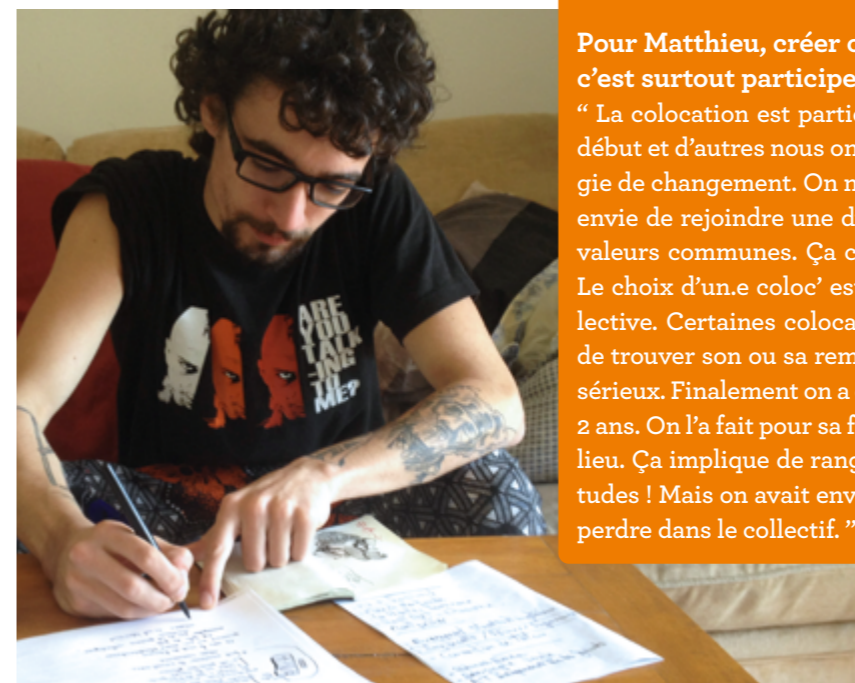 Pour Matthieu, créer c
c’est surtout participe
“ La colocation est partic
début et d’autres nous on
gie de changement. On n
envie de rejoindre une d
valeurs communes. Ça c
Le choix d’un.e coloc’ es
lective. Certaines coloca
de trouver son ou sa rem
sérieux. Finalement on a
2 ans. On l’a fait pour sa f
lieu. Ça implique de rang
tudes ! Mais on avait env
perdre dans le collectif. ”
ARE
YOU
TALK
-ING
TO
ME?